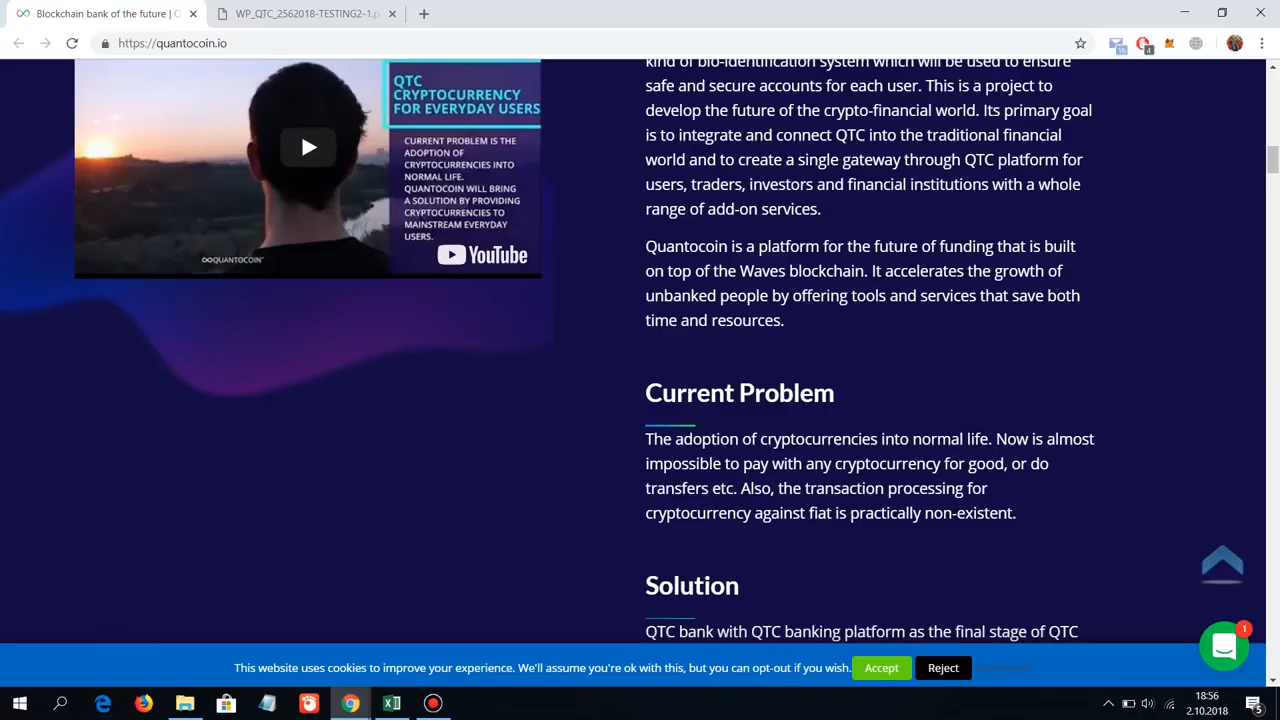 Blockchain bank of the future | Q
WP_QTC_2562018-TESTING2-1.p
https://quantocoin.io
16
4
QTC
CRYPTOCURRENCY
FOR EVERYDAY USERS
CURRENT PROBLEM IS THE
ADOPTION OF
CRYPTOCURRENCIES INTO
NORMAL LIFE.
QUANTOCOIN WILL BRING
A SOLUTION BY PROVIDING
CRYPTOCURRENCIES TO
MAINSTREAM EVERYDAY
USERS.
QUANTOCOIN
YouTube
kind of bio-identification system which will be used to ensure
safe and secure accounts for each user. This is a project to
develop the future of the crypto-financial world. Its primary goal
is to integrate and connect QTC into the traditional financial
world and to create a single gateway through QTC platform for
users, traders, investors and financial institutions with a whole
range of add-on services.
Quantocoin is a platform for the future of funding that is built
on top of the Waves blockchain. It accelerates the growth of
unbanked people by offering tools and services that save both
time and resources.
Current Problem
The adoption of cryptocurrencies into normal life. Now is almost
impossible to pay with any cryptocurrency for good, or do
transfers etc. Also, the transaction processing for
cryptocurrency against fiat is practically non-existent.
Solution
QTC bank with QTC banking platform as the final stage of QTC
1
This website uses cookies to improve your experience. We'll assume you're ok with this, but you can opt-out if you wish. Accept Reject
18:56
2.10.2018
5